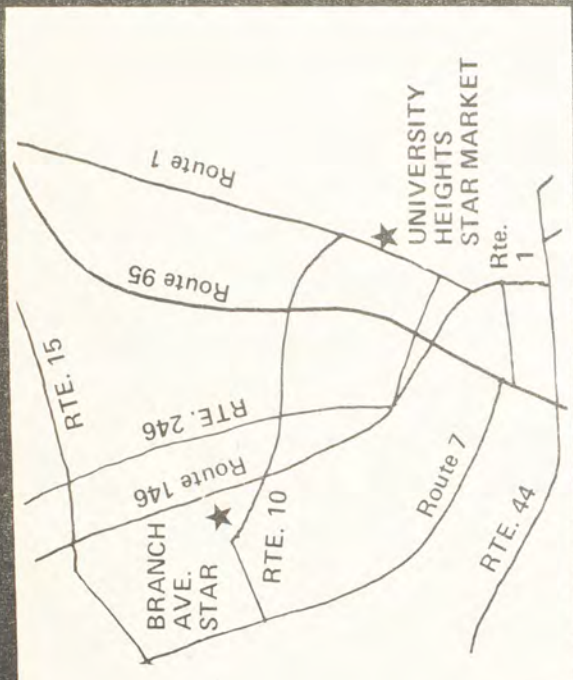 Route 1
Route 95
RTE. 15
RTE. 246
Route 146
BRANCH
AVE.
STAR
RTE. 10
UNIVERSITY
HEIGHTS
STAR MARKET
Rte.
1
Route 7
RTE. 44